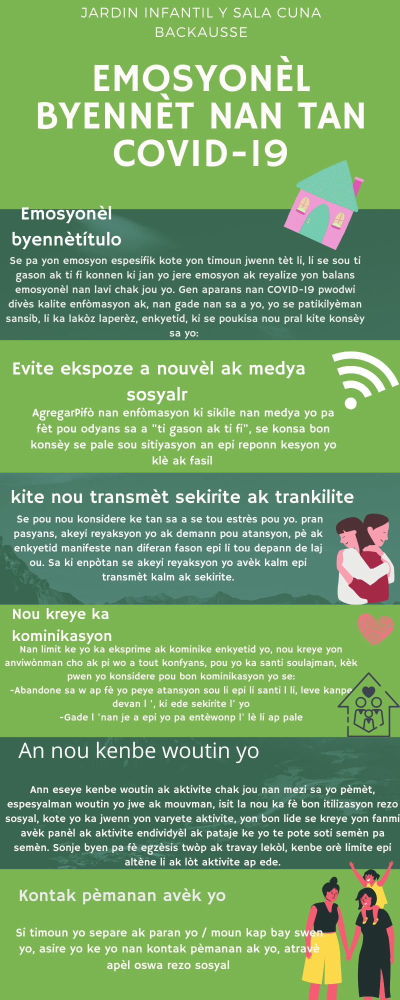 JARDIN INFANTIL Y SALA CUNA
BACKAUSSE
EMOSYONÈL
BYENNÈT NAN TAN
COVID-19
Emosyonèl
byennètítulo
Se pa yon emosyon espesifik kote yon timoun jwenn tèt li, li se sou ti
gason ak ti fi konnen ki jan yo jere emosyon ak reyalize yon balans
emosyonèl nan lavi chak jou yo. Gen aparans nan COVID-19 pwodwi
divès kalite enfòmasyon ak, nan gade nan sa a yo, yo se patikilyèman
sansib, li ka lakòz laperèz, enkyetid, ki se poukisa nou pral kite konsèy
sa yo:
Evite ekspoze a nouvèl ak medya
sosyalr
AgregarPifò nan enfòmasyon ki sikile nan medya yo pa
fèt pou odyans sa a "ti gason ak ti fi", se konsa bon
konsèy se pale sou sitiyasyon an epi reponn kesyon yo
klè ak fasil
kite nou transmèt sekirite ak trankilite
Se pou nou konsidere ke tan sa a se tou estrès pou yo. pran
pasyans, akeyi reyaksyon yo ak demann pou atansyon, pè ak
enkyetid manifeste nan diferan fason epi li tou depann de laj
ou. Sa ki enpòtan se akeyi reyaksyon yo avèk kalm epi
transmèt kalm ak sekirite.
Nou kreye ka
kominikasyon
Nan limit ke yo ka eksprime ak kominike enkyetid yo, nou kreye yon
anviwònman cho ak pi wo a tout konfyans, pou yo ka santi soulajman, kèk
pwen yo konsidere pou bon kominikasyon yo se:
-Abandone sa w ap fè yo peye atansyon sou li epi li santi l li, leve kanpe
devan l ', ki ede sekirite l' yo
-Gade l 'nan je a epi yo pa entèwonp l' lè li ap pale
An nou kenbe woutin yo
Ann eseye kenbe woutin ak aktivite chak jou nan mezi sa yo pèmèt,
espesyalman woutin yo jwe ak mouvman, isit la nou ka fè bon itilizasyon rezo
sosyal, kote yo ka jwenn yon varyete aktivite, yon bon lide se kreye yon fanmi
avèk panèl ak aktivite endividyèl ak pataje ke yo te pote soti semèn pa
semèn. Sonje byen pa fè egzèsis twòp ak travay lekòl, kenbe orè limite epi
altène li ak lòt aktivite ap ede.
Kontak pèmanan avèk yo
Si timoun yo separe ak paran yo / moun kap bay swen
yo, asire yo ke yo nan kontak pèmanan ak yo, atravè
apèl oswa rezo sosyal